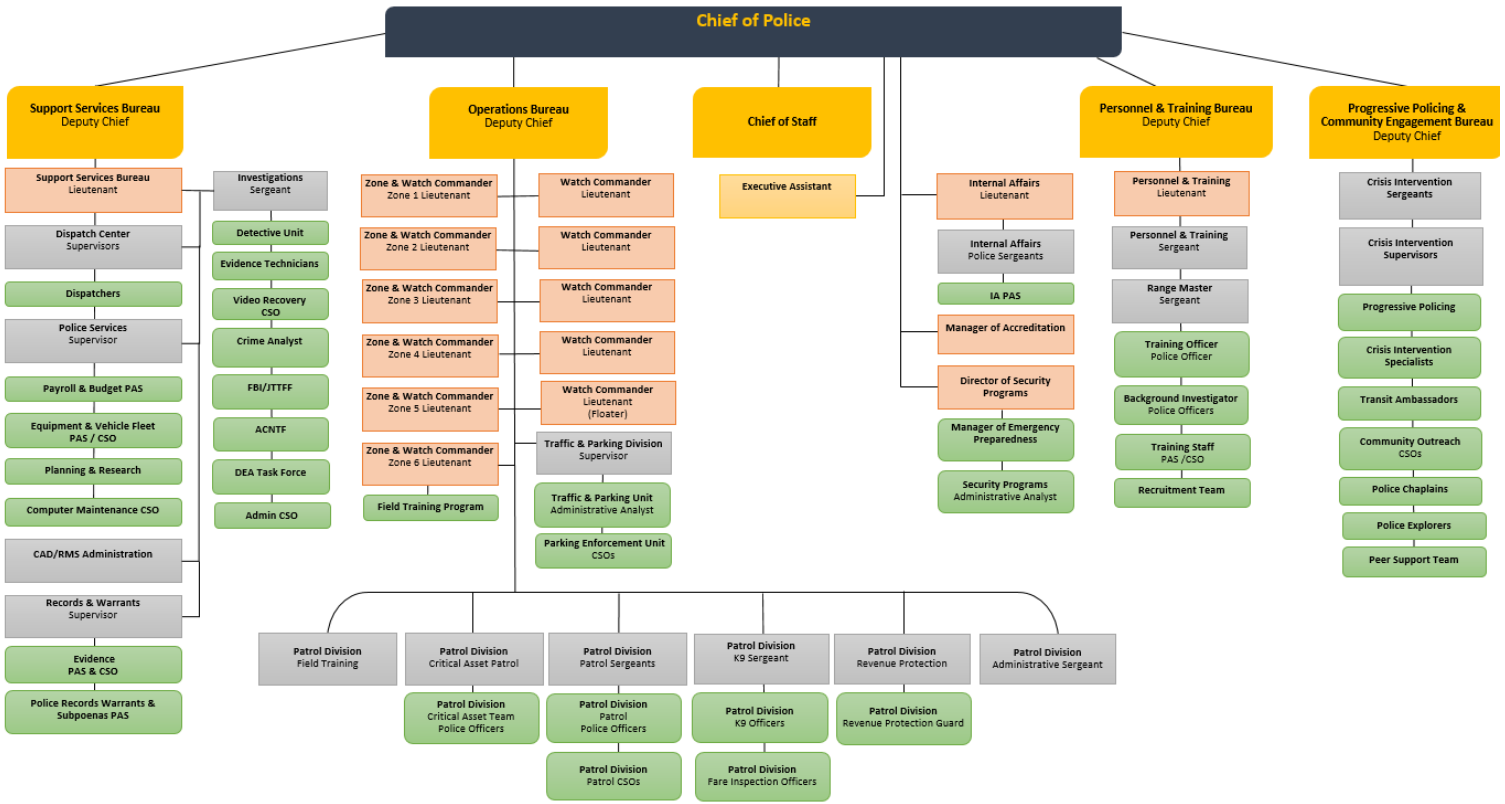 Chief of Police
Support Services Bureau
Deputy Chief
Operations Bureau
Deputy Chief
Chief of Staff
Personnel & Training Bureau
Deputy Chief
Progressive Policing &
Community Engagement Bureau
Deputy Chief
Support Services Bureau
Lieutenant
Dispatch Center
Supervisors
Dispatchers
Police Services
Supervisor
Payroll & Budget PAS
Equipment & Vehicle Fleet
PAS / CSO
Planning & Research
Computer Maintenance CSO
CAD/RMS Administration
Records & Warrants
Supervisor
Evidence
PAS & CSO
Police Records Warrants &
Subpoenas PAS
Investigations
Sergeant
Detective Unit
Evidence Technicians
Video Recovery
CSO
Crime Analyst
FBI/JTTFF
ACNTF
DEA Task Force
Admin CSO
Zone & Watch Commander
Zone 1 Lieutenant
Zone & Watch Commander
Zone 2 Lieutenant
Zone & Watch Commander
Zone 3 Lieutenant
Zone & Watch Commander
Zone 4 Lieutenant
Zone & Watch Commander
Zone 5 Lieutenant
Zone & Watch Commander
Zone 6 Lieutenant
Field Training Program
Watch Commander
Lieutenant
Watch Commander
Lieutenant
Watch Commander
Lieutenant
Watch Commander
Lieutenant
Watch Commander
Lieutenant
(Floater)
Traffic & Parking Division
Supervisor
Traffic & Parking Unit
Administrative Analyst
Parking Enforcement Unit
CSOs
Executive Assistant
Internal Affairs
Lieutenant
Internal Affairs
Police Sergeants
IA PAS
Manager of Accreditation
Director of Security
Programs
Manager of Emergency
Preparedness
Security Programs
Administrative Analyst
Personnel & Training
Lieutenant
Personnel & Training
Sergeant
Range Master
Sergeant
Training Officer
Police Officer
Background Investigator
Police Officers
Training Staff
PAS /CSO
Recruitment Team
Crisis Intervention
Sergeants
Crisis Intervention
Supervisors
Progressive Policing
Crisis Intervention
Specialists
Transit Ambassadors
Community Outreach
CSOs
Police Chaplains
Police Explorers
Peer Support Team
Patrol Division
Field Training
Patrol Division
Critical Asset Patrol
Patrol Division
Critical Asset Team
Police Officers
Patrol Division
Patrol Sergeants
Patrol Division
Patrol
Police Officers
Patrol Division
Patrol CSOs
Patrol Division
K9 Sergeant
Patrol Division
K9 Officers
Patrol Division
Fare Inspection Officers
Patrol Division
Revenue Protection
Patrol Division
Revenue Protection Guard
Patrol Division
Administrative Sergeant